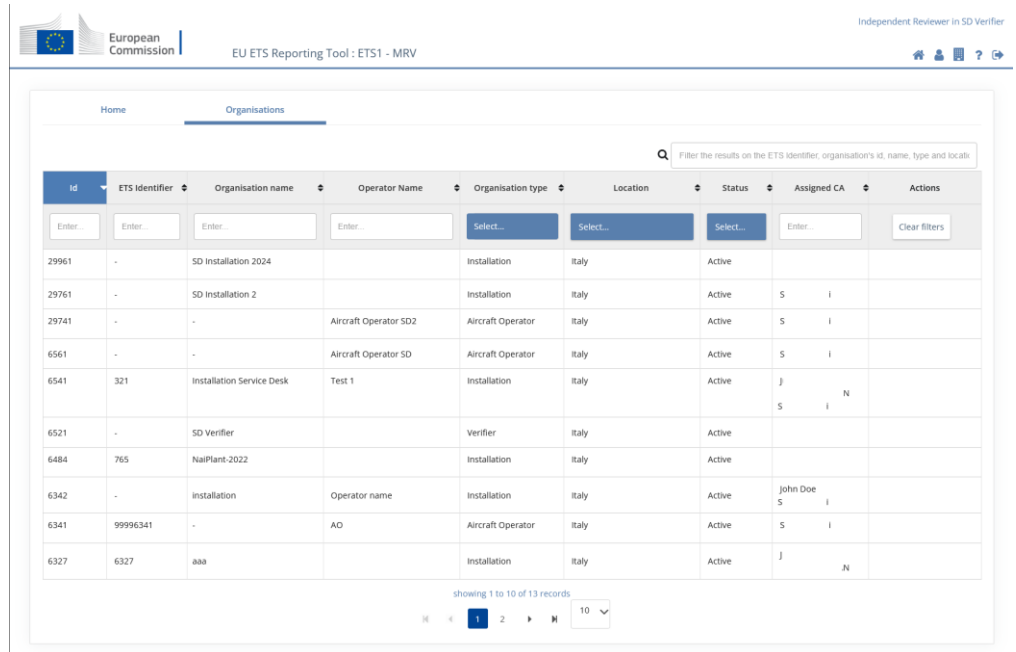 Independent Reviewer in SD Verifier
European
Commission
EU ETS Reporting Tool : ETS1 - MRV
?
Home Organisations
Filter the results on the ETS Identifier, organisation's id, name, type and locatic
Id ETS Identifier Organisation name Operator Name Organisation type Location Status Assigned CA Actions
Enter... Enter... Enter... Enter... Select... Select... Select... Enter... Clear filters
29961 - SD Installation 2024 Installation Italy Active
29761 - SD Installation 2 Installation Italy Active S i
29741 - - Aircraft Operator SD2 Aircraft Operator Italy Active S i
6561 - - Aircraft Operator SD Aircraft Operator Italy Active S i
6541 321 Installation Service Desk Test 1 Installation Italy Active J
N
S i
6521 - SD Verifier Verifier Italy Active
6484 765 NaiPlant-2022 Installation Italy Active
6342 - installation Operator name Installation Italy Active John Doe
S i
6341 99996341 - AO Aircraft Operator Italy Active S i
6327 6327 aaa Installation Italy Active J
.N
showing 1 to 10 of 13 records
1 2 10